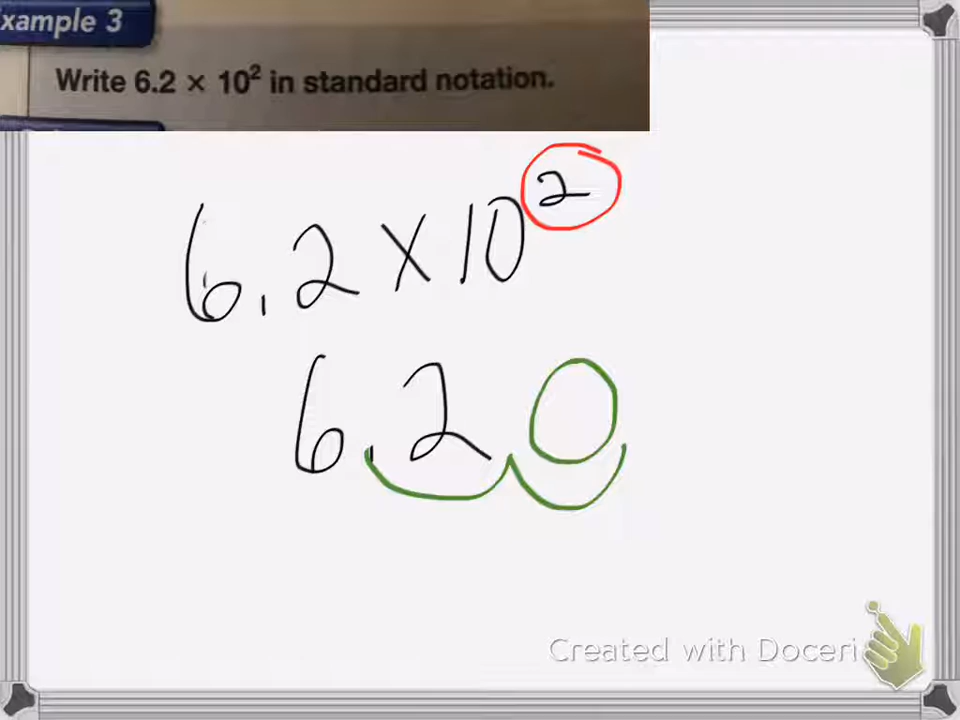 xample 3
Write 6.2 × 10² in standard notation.
6.2 × 10²
6.20
Created with Doceri